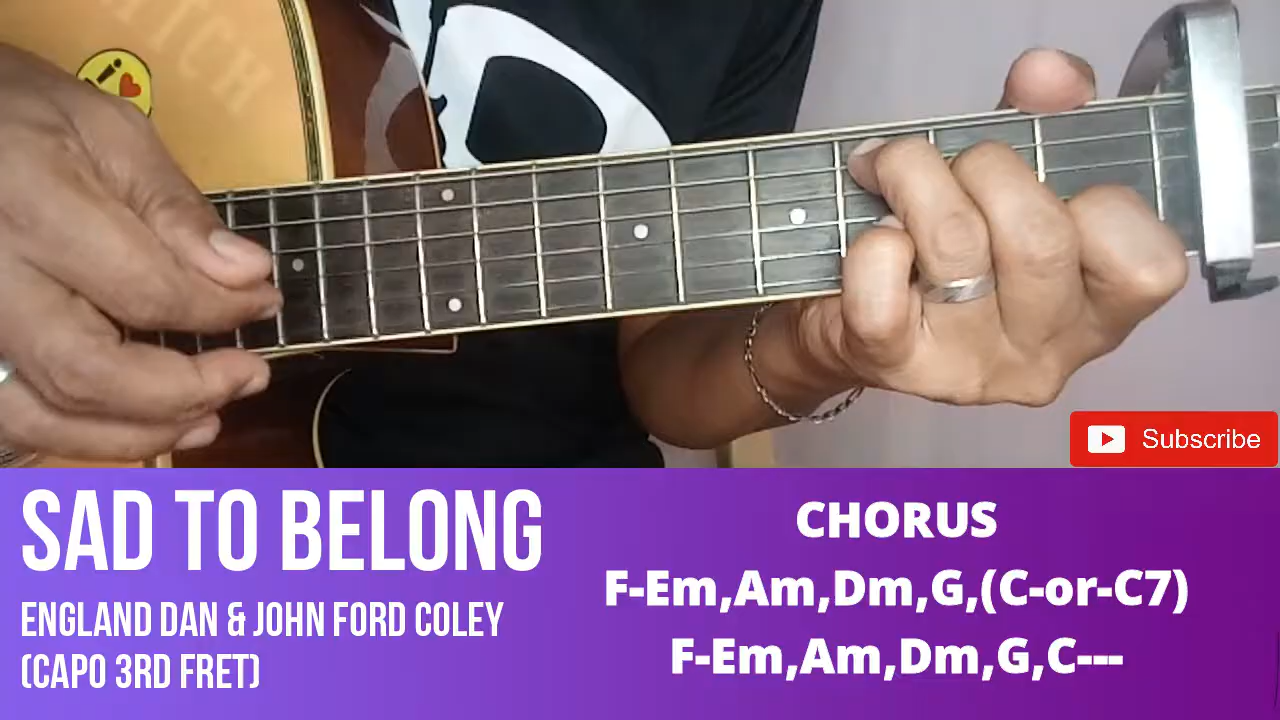 I
SAD TO BELONG
ENGLAND DAN & JOHN FORD COLEY
(CAPO 3RD FRET)
CHORUS
F-Em,Am,Dm,G,(C-or-C7)
F-Em,Am,Dm,G,C---
Subscribe